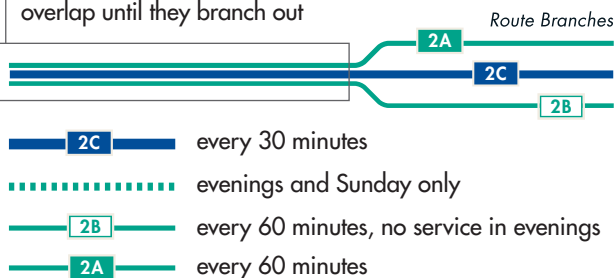 overlap until they branch out
Route Branches
2A
2C
2B
2C every 30 minutes
evenings and Sunday only
2B every 60 minutes, no service in evenings
2A every 60 minutes